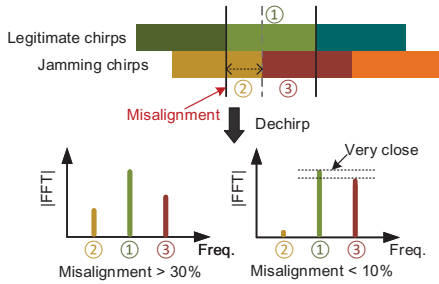 ①
Legitimate chirps
Jamming chirps
② ③
Misalignment
Dechirp
Very close
|FFT| |FFT|
② ① ③ Freq. ② ① ③ Freq.
Misalignment > 30% Misalignment < 10%